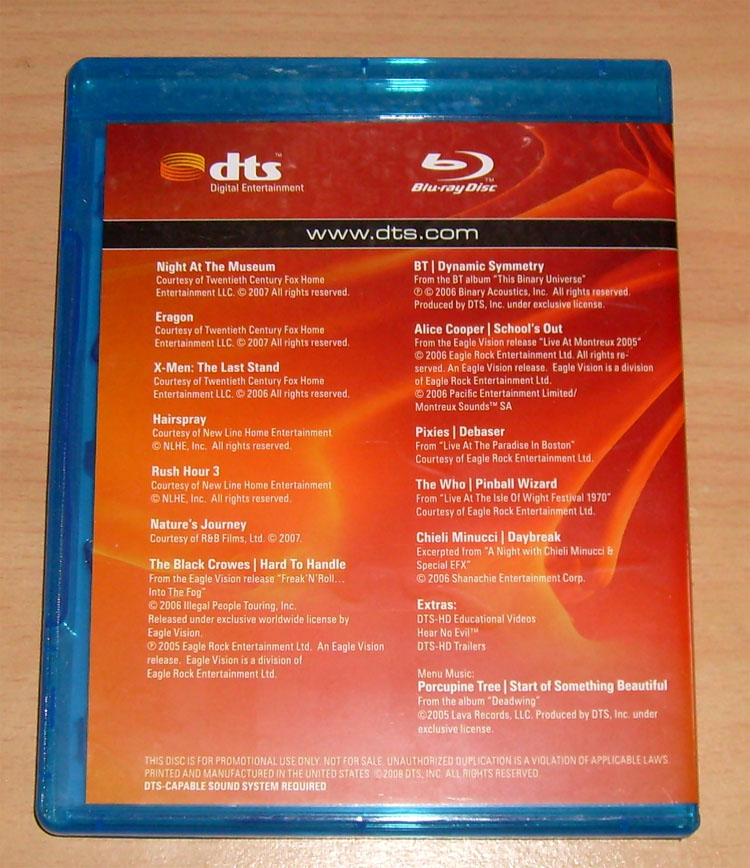 dts™
Digital Entertainment
Blu-ray Disc™
www.dts.com
Night At The Museum
Courtesy of Twentieth Century Fox Home
Entertainment LLC. © 2007 All rights reserved.
Eragon
Courtesy of Twentieth Century Fox Home
Entertainment LLC. © 2007 All rights reserved.
X-Men: The Last Stand
Courtesy of Twentieth Century Fox Home
Entertainment LLC. © 2006 All rights reserved.
Hairspray
Courtesy of New Line Home Entertainment
© NLHE, Inc. All rights reserved.
Rush Hour 3
Courtesy of New Line Home Entertainment
© NLHE, Inc. All rights reserved.
Nature's Journey
Courtesy of R&B Films, Ltd. © 2007.
The Black Crowes | Hard To Handle
From the Eagle Vision release "Freak'N'Roll...
Into The Fog"
© 2006 Illegal People Touring, Inc.
Released under exclusive worldwide license by
Eagle Vision.
℗ 2005 Eagle Rock Entertainment Ltd. An Eagle Vision
release. Eagle Vision is a division of
Eagle Rock Entertainment Ltd.
BT | Dynamic Symmetry
From the BT album "This Binary Universe"
℗ © 2006 Binary Acoustics, Inc. All rights reserved.
Produced by DTS, Inc. under exclusive license.
Alice Cooper | School's Out
From the Eagle Vision release "Live At Montreux 2005"
© 2006 Eagle Rock Entertainment Ltd. All rights re-
served. An Eagle Vision release. Eagle Vision is a division
of Eagle Rock Entertainment Ltd.
© 2006 Pacific Entertainment Limited/
Montreux Sounds™ SA
Pixies | Debaser
From "Live At The Paradise In Boston"
Courtesy of Eagle Rock Entertainment Ltd.
The Who | Pinball Wizard
From "Live At The Isle Of Wight Festival 1970"
Courtesy of Eagle Rock Entertainment Ltd.
Chieli Minucci | Daybreak
Excerpted from "A Night with Chieli Minucci &
Special EFX"
© 2006 Shanachie Entertainment Corp.
Extras:
DTS-HD Educational Videos
Hear No Evil™
DTS-HD Trailers
Menu Music:
Porcupine Tree | Start of Something Beautiful
From the album "Deadwing"
©2005 Lava Records, LLC. Produced by DTS, Inc. under
exclusive license.
THIS DISC IS FOR PROMOTIONAL USE ONLY. NOT FOR SALE. UNAUTHORIZED DUPLICATION IS A VIOLATION OF APPLICABLE LAWS.
PRINTED AND MANUFACTURED IN THE UNITED STATES ©2008 DTS, INC. ALL RIGHTS RESERVED.
DTS-CAPABLE SOUND SYSTEM REQUIRED